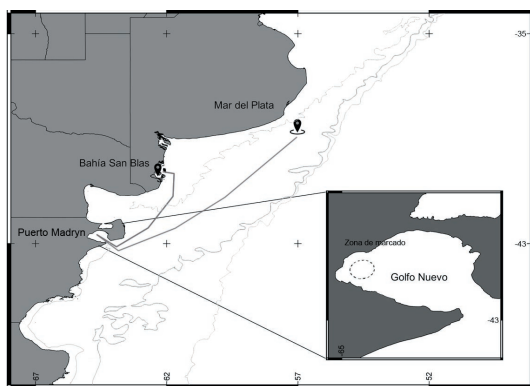 -35
Mar del Plata
Bahía San Blas
Puerto Madryn
-43
Zona de marcado
Golfo Nuevo
-43
-65
-67
-62
-57
-52